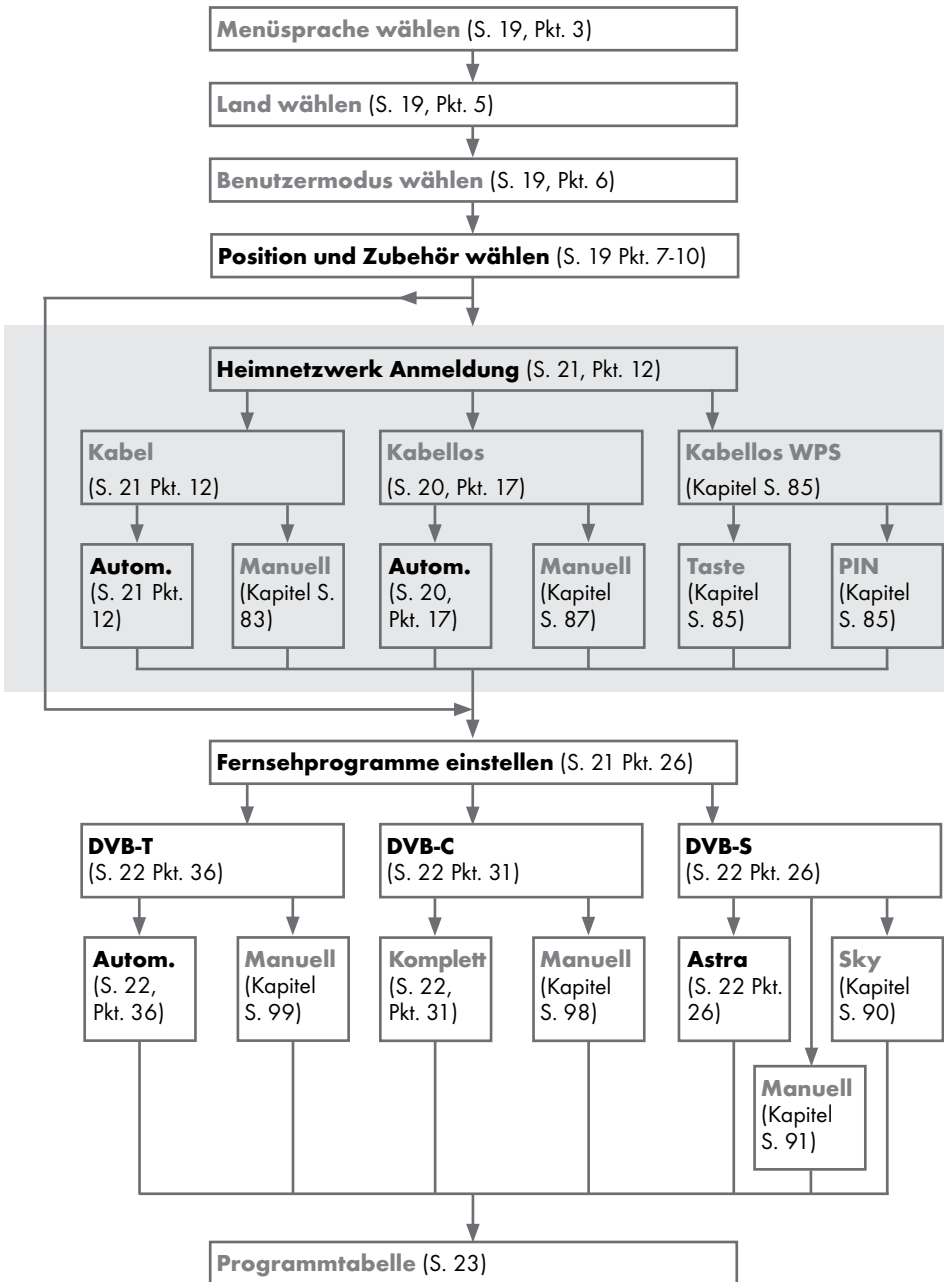 Menüsprache wählen (S. 19, Pkt. 3)
Land wählen (S. 19, Pkt. 5)
Benutzermodus wählen (S. 19, Pkt. 6)
Position und Zubehör wählen (S. 19 Pkt. 7-10)
Heimnetzwerk Anmeldung (S. 21, Pkt. 12)
Kabel
(S. 21 Pkt. 12)
Kabellos
(S. 20, Pkt. 17)
Kabellos WPS
(Kapitel S. 85)
Autom.
(S. 21 Pkt.
12)
Manuell
(Kapitel S.
83)
Autom.
(S. 20,
Pkt. 17)
Manuell
(Kapitel
S. 87)
Taste
(Kapitel
S. 85)
PIN
(Kapitel
S. 85)
Fernsehprogramme einstellen (S. 21 Pkt. 26)
DVB-T
(S. 22 Pkt. 36)
DVB-C
(S. 22 Pkt. 31)
DVB-S
(S. 22 Pkt. 26)
Autom.
(S. 22,
Pkt. 36)
Manuell
(Kapitel
S. 99)
Komplett
(S. 22,
Pkt. 31)
Manuell
(Kapitel
S. 98)
Astra
(S. 22 Pkt.
26)
Sky
(Kapitel
S. 90)
Manuell
(Kapitel
S. 91)
Programmtabelle (S. 23)